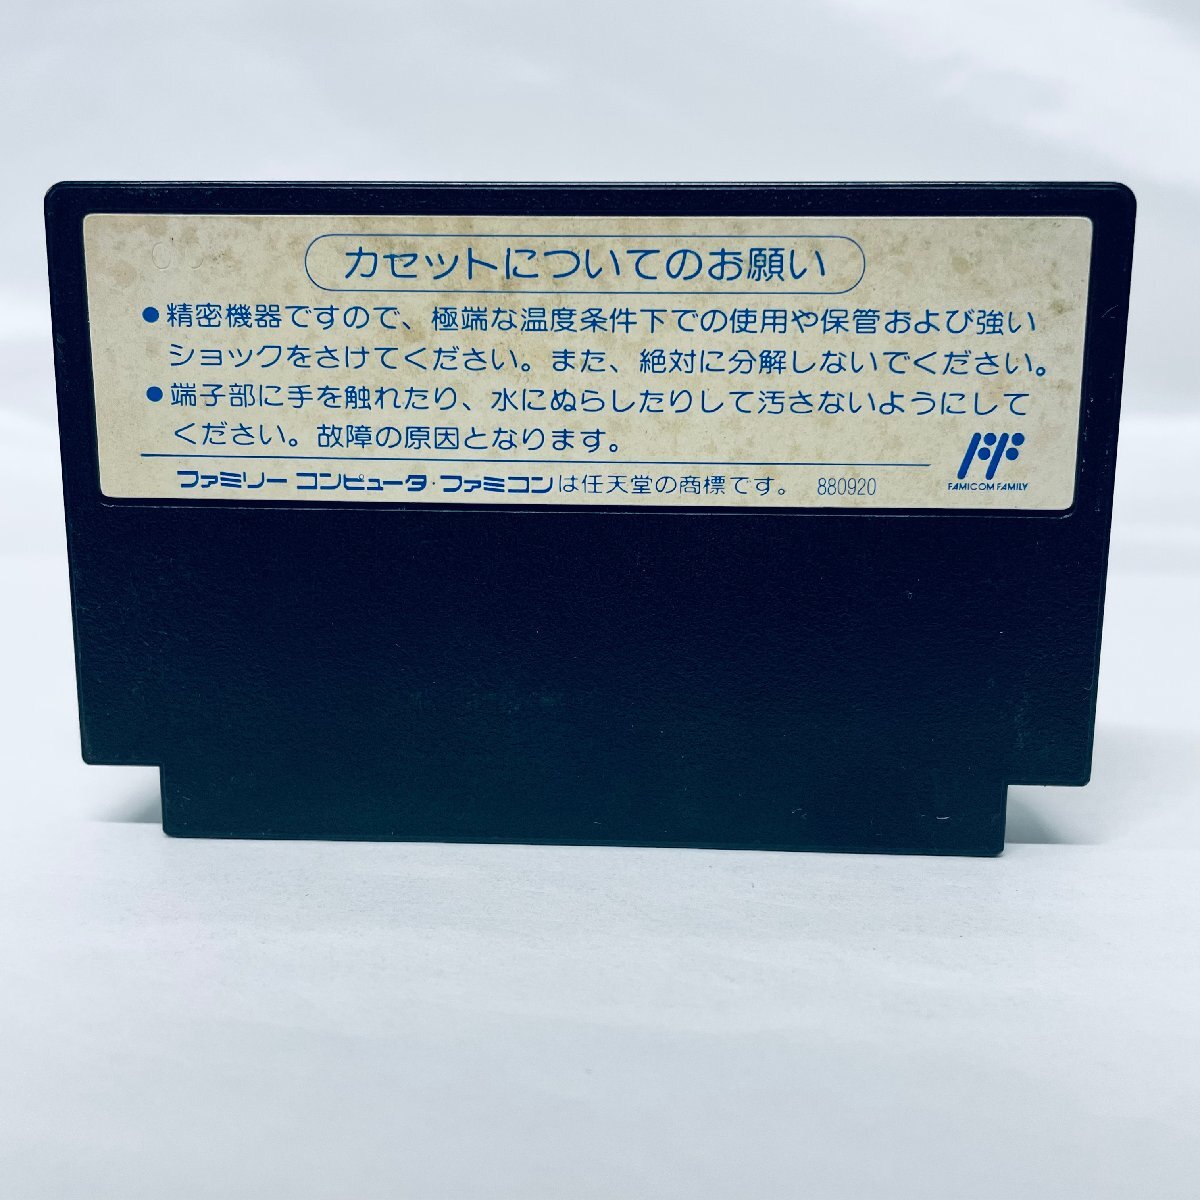 カセットについてのお願い
●精密機器ですので、極端な温度条件下での使用や保管および強い
ショックをさけてください。また、絶対に分解しないでください。
●端子部に手を触れたり、水にぬらしたりして汚さないようにして
ください。故障の原因となります。
ファミリーコンピュータ・ファミコンは任天堂の商標です。 880920
FAMICOM FAMILY